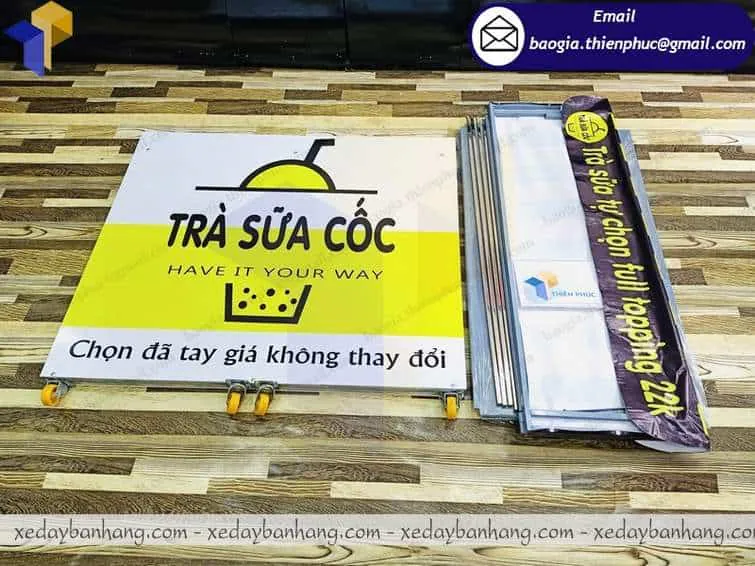 Email
baogia.thienphuc@gmail.com
TRÀ SỮA CỐC
HAVE IT YOUR WAY
Chọn đã tay giá không thay đổi
Trà sữa tự chọn full topping 22k
THIÊN PHÚC
xedaybanhang.com - xedaybanhang.com - xedaybanhang.com - xedaybanhang.com